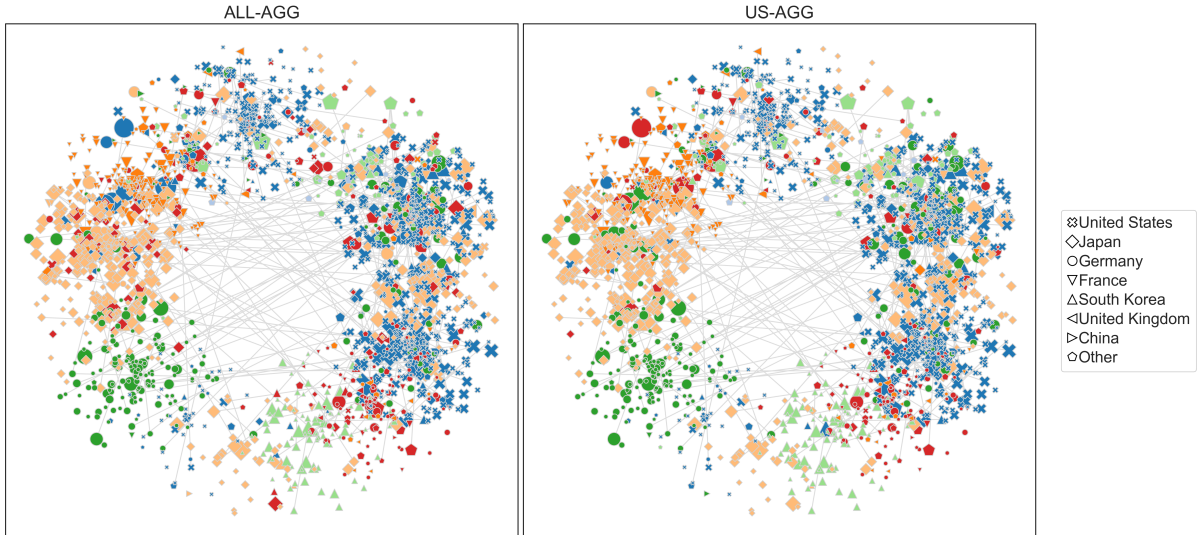 ALL-AGG
US-AGG
United States
Japan
Germany
France
South Korea
United Kingdom
China
Other